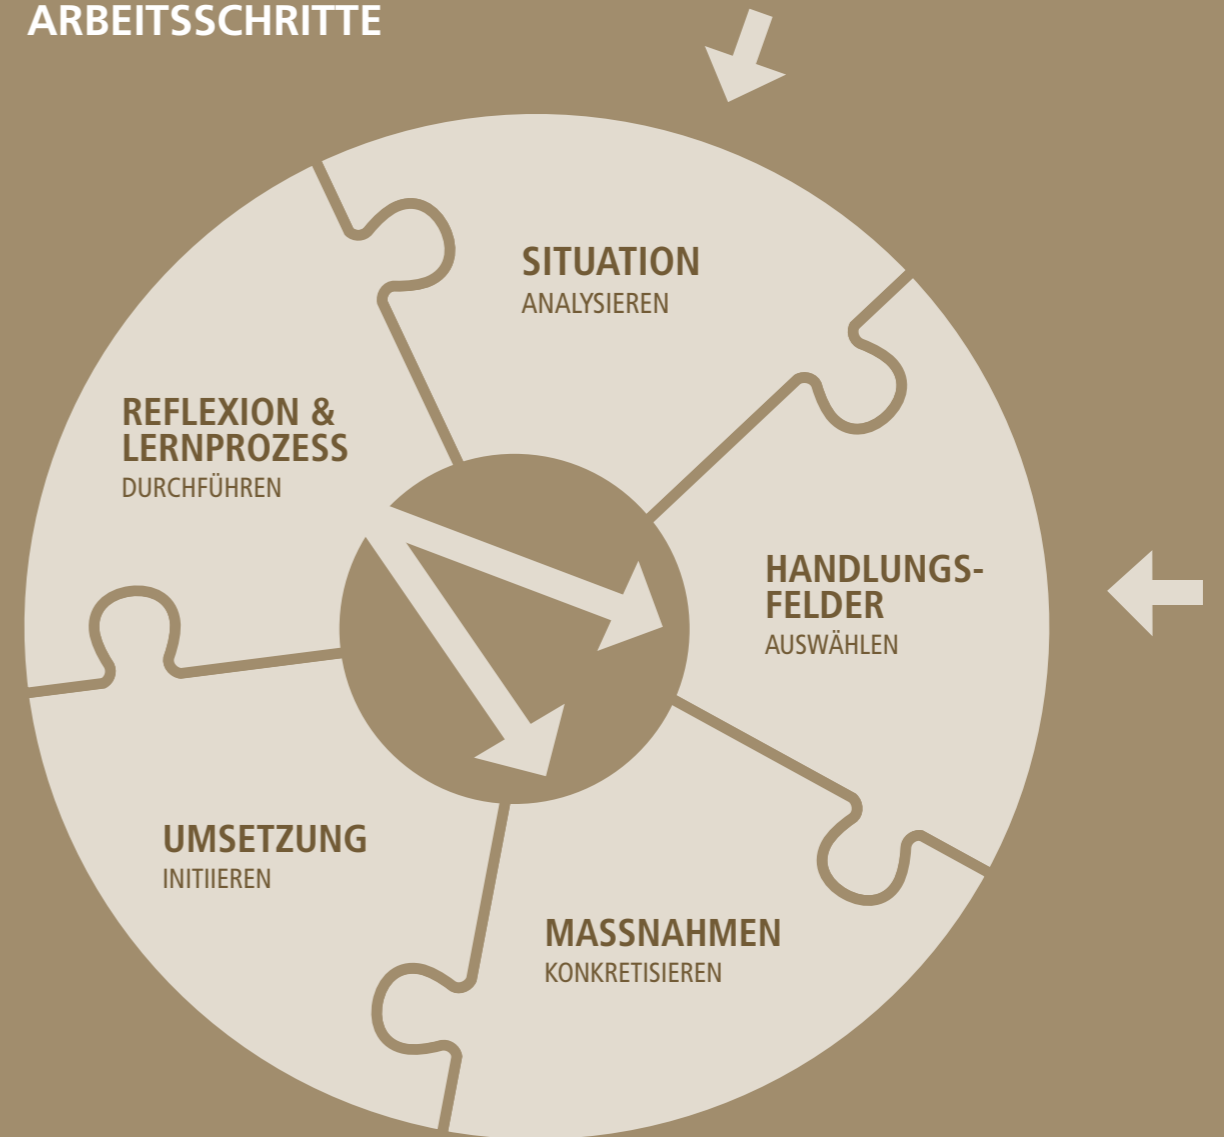 ARBEITSSCHRITTE
SITUATION
ANALYSIEREN
HANDLUNGS-
FELDER
AUSWÄHLEN
MASSNAHMEN
KONKRETISIEREN
UMSETZUNG
INITIIEREN
REFLEXION &
LERNPROZESS
DURCHFÜHREN